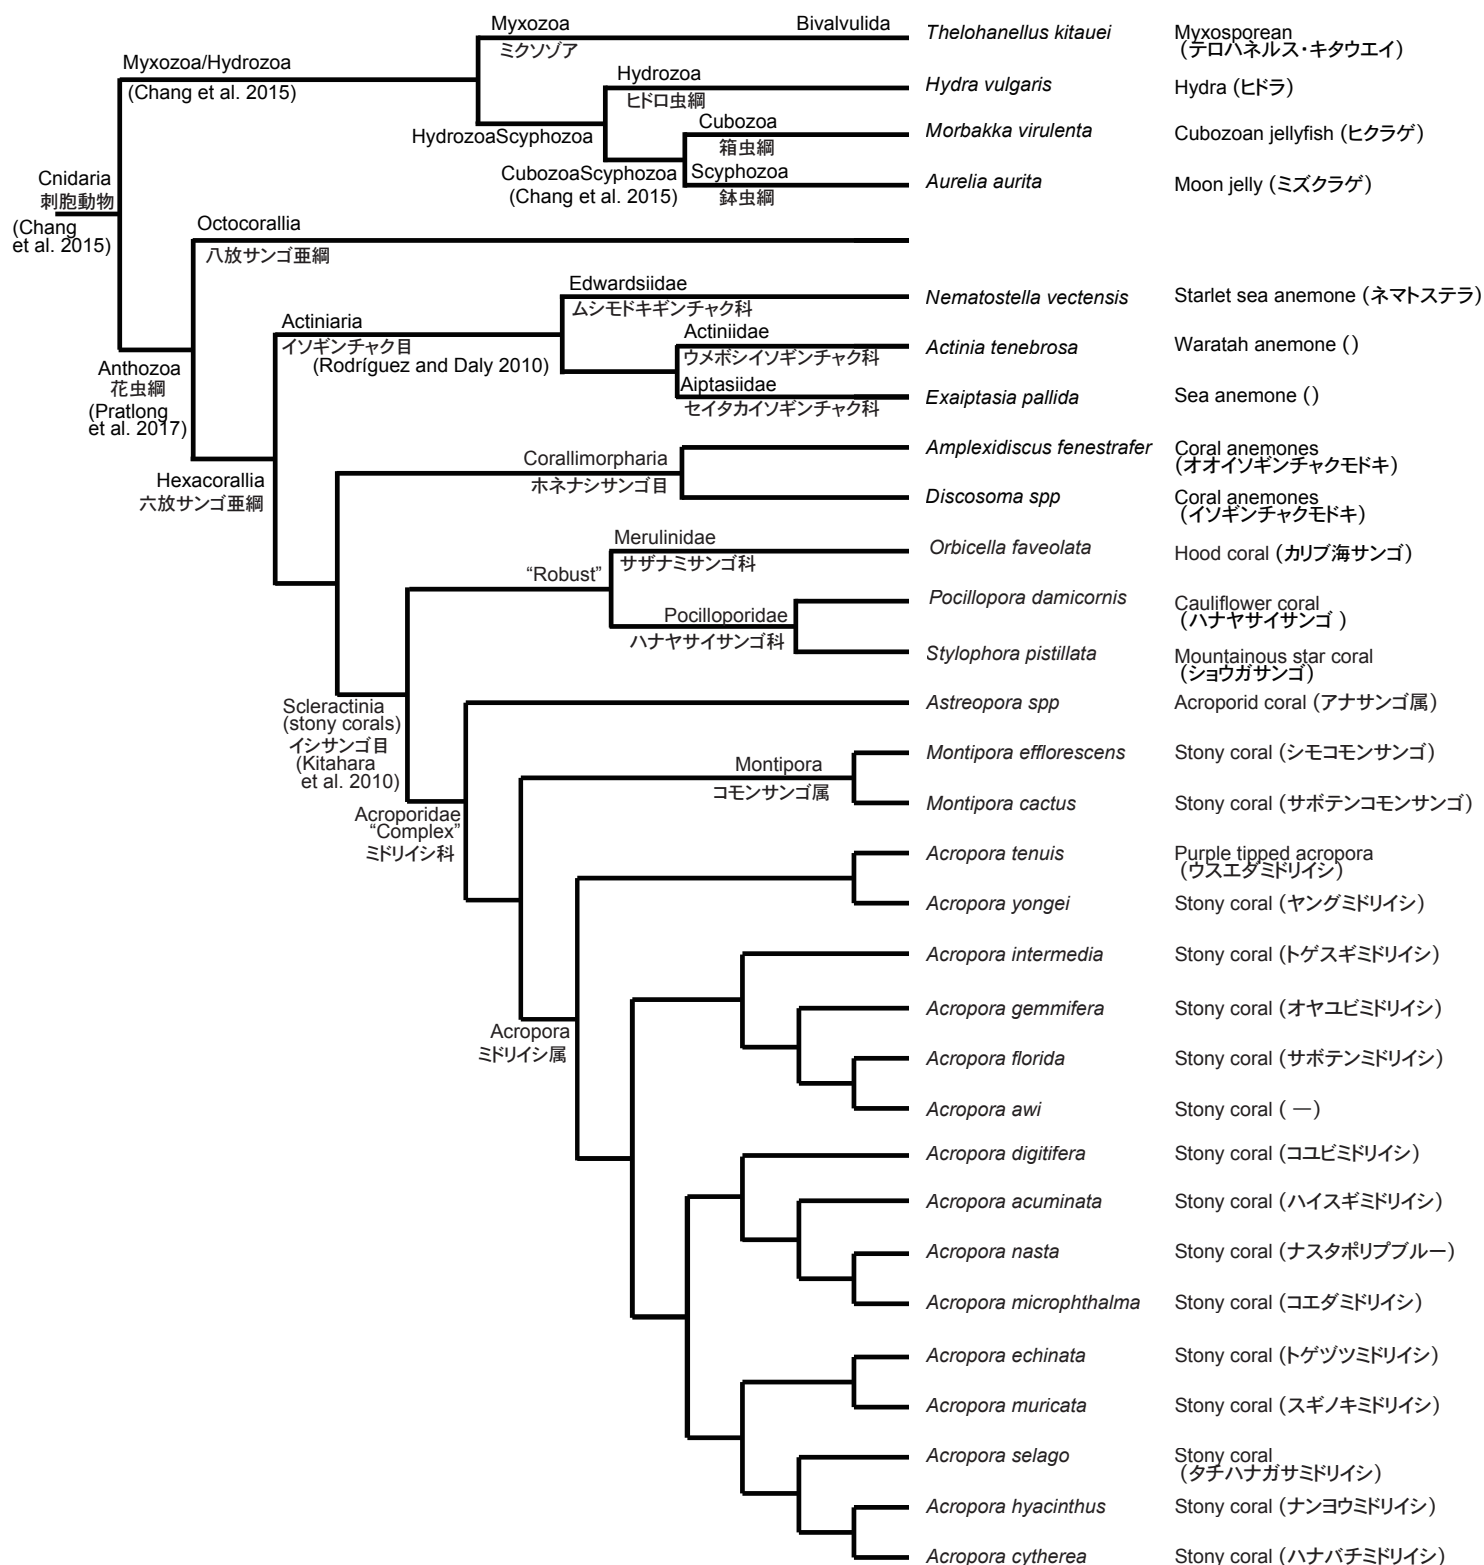 Myxozoa
Bivalvulida
Thelohanellus kitauei
Myxosporean
ミクソゾア
(テロハネルス・キタウエイ)
Myxozoa/Hydrozoa
(Chang et al. 2015)
Hydrozoa
ヒドロ虫綱
Hydra vulgaris
Hydra (ヒドラ)
HydrozoaScyphozoa
Cubozoa
箱虫綱
Morbakka virulenta
Cubozoan jellyfish (ヒクラゲ)
CubozoaScyphozoa
(Chang et al. 2015)
Scyphozoa
鉢虫綱
Aurelia aurita
Moon jelly (ミズクラゲ)
Cnidaria
刺胞動物
(Chang
et al. 2015)
Octocorallia
八放サンゴ亜綱
Edwardsiidae
ムシモドキギンチャク科
Nematostella vectensis
Starlet sea anemone (ネマトステラ)
Actiniaria
イソギンチャク目
(Rodríguez and Daly 2010)
Actiniidae
ウメボシイソギンチャク科
Actinia tenebrosa
Waratah anemone ()
Anthozoa
花虫綱
(Pratlong
et al. 2017)
Aiptasiidae
セイタカイソギンチャク科
Exaiptasia pallida
Sea anemone ()
Hexacorallia
六放サンゴ亜綱
Corallimorpharia
ホネナシサンゴ目
Amplexidiscus fenestrafer
Coral anemones
(オオイソギンチャクモドキ)
Discosoma spp
Coral anemones
(イソギンチャクモドキ)
Merulinidae
サザナミサンゴ科
Orbicella faveolata
Hood coral (カリブ海サンゴ)
“Robust”
Pocilloporidae
ハナヤサイサンゴ科
Pocillopora damicornis
Cauliflower coral
(ハナヤサイサンゴ )
Stylophora pistillata
Mountainous star coral
(ショウガサンゴ)
Scleractinia
(stony corals)
イシサンゴ目
(Kitahara
et al. 2010)
Astreopora spp
Acroporid coral (アナサンゴ属)
Montipora
コモンサンゴ属
Montipora efflorescens
Stony coral (シモコモンサンゴ)
Montipora cactus
Stony coral (サボテンコモンサンゴ)
Acroporidae
“Complex”
ミドリイシ科
Acropora tenuis
Purple tipped acropora
(ウスエダミドリイシ)
Acropora yongei
Stony coral (ヤングミドリイシ)
Acropora intermedia
Stony coral (トゲスギミドリイシ)
Acropora
ミドリイシ属
Acropora gemmifera
Stony coral (オヤユビミドリイシ)
Acropora florida
Stony coral (サボテンミドリイシ)
Acropora awi
Stony coral ( ―)
Acropora digitifera
Stony coral (コユビミドリイシ)
Acropora acuminata
Stony coral (ハイスギミドリイシ)
Acropora nasta
Stony coral (ナスタポリプブルー)
Acropora microphthalma
Stony coral (コエダミドリイシ)
Acropora echinata
Stony coral (トゲヅツミドリイシ)
Acropora muricata
Stony coral (スギノキミドリイシ)
Acropora selago
Stony coral
(タチハナガサミドリイシ)
Acropora hyacinthus
Stony coral (ナンヨウミドリイシ)
Acropora cytherea
Stony coral (ハナバチミドリイシ)